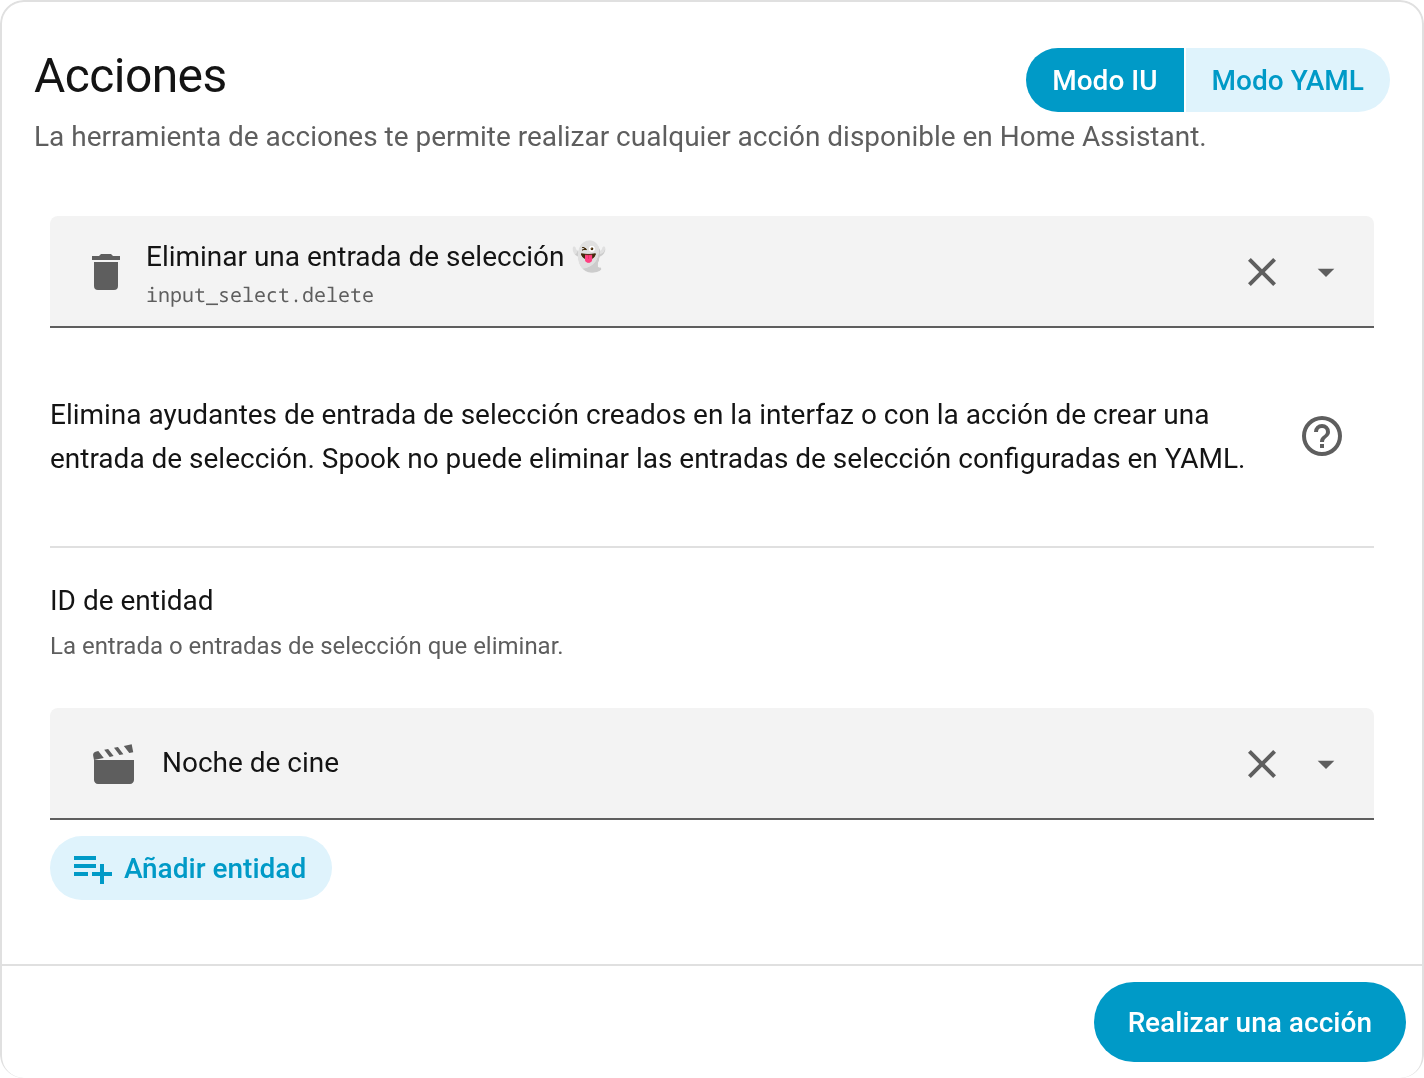 Acciones
Modo IU
Modo YAML
La herramienta de acciones te permite realizar cualquier acción disponible en Home Assistant.
Eliminar una entrada de selección 👻
input_select.delete
Elimina ayudantes de entrada de selección creados en la interfaz o con la acción de crear una
entrada de selección. Spook no puede eliminar las entradas de selección configuradas en YAML.
ID de entidad
La entrada o entradas de selección que eliminar.
Noche de cine
Añadir entidad
Realizar una acción